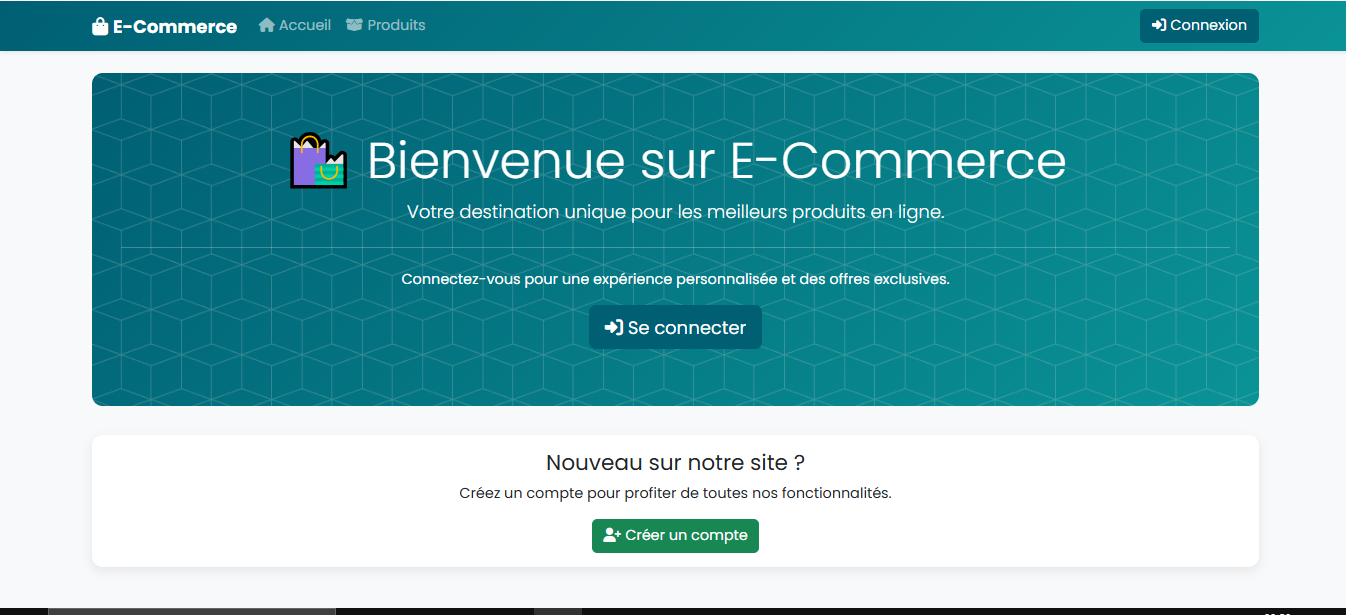 E-Commerce Accueil Produits Connexion
Bienvenue sur E-Commerce
Votre destination unique pour les meilleurs produits en ligne.
Connectez-vous pour une expérience personnalisée et des offres exclusives.
Se connecter
Nouveau sur notre site ?
Créez un compte pour profiter de toutes nos fonctionnalités.
Créer un compte